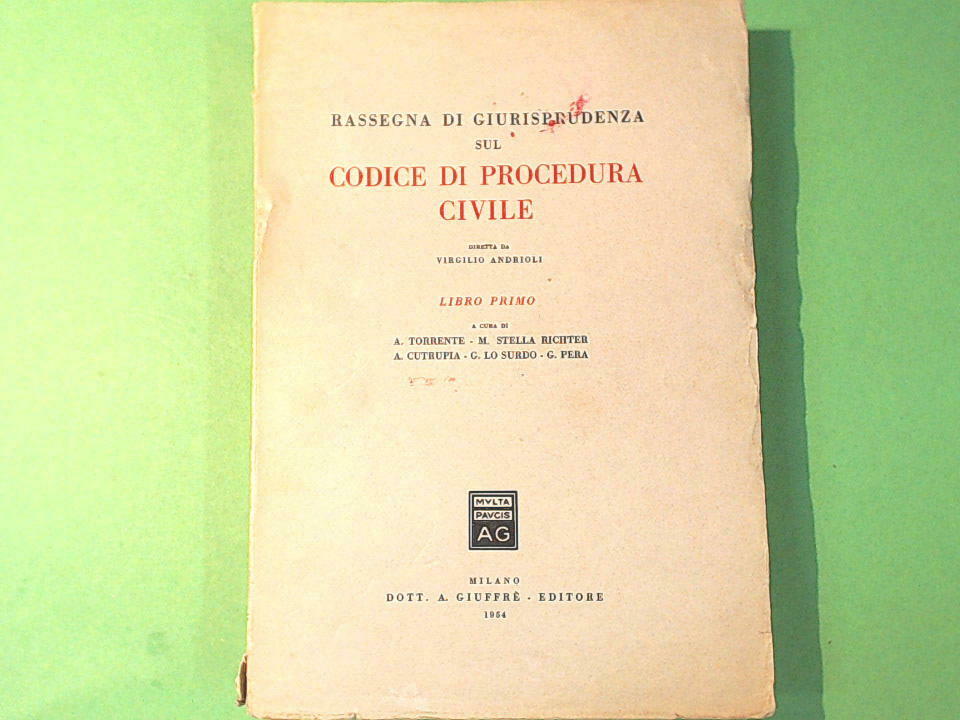 RASSEGNA DI GIURISPRUDENZA
SUL
CODICE DI PROCEDURA
CIVILE
DIRETTA DA
VIRGILIO ANDRIOLI
LIBRO PRIMO
A CURA DI
A. TORRENTE - M. STELLA RICHTER
A. CUTRUPIA - G. LO SURDO - G. PERA
MVLTA
PAVCIS
AG
MILANO
DOTT. A. GIUFFRÈ - EDITORE
1954